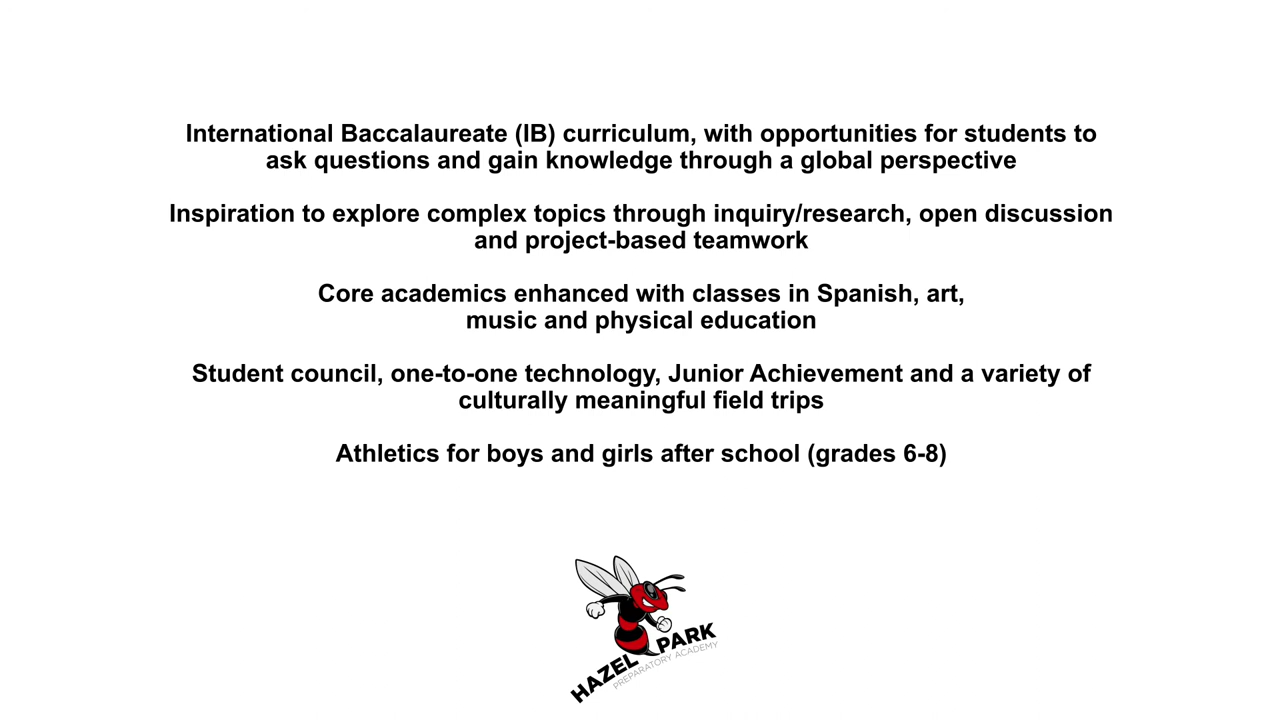 International Baccalaureate (IB) curriculum, with opportunities for students to
ask questions and gain knowledge through a global perspective
Inspiration to explore complex topics through inquiry/research, open discussion
and project-based teamwork
Core academics enhanced with classes in Spanish, art,
music and physical education
Student council, one-to-one technology, Junior Achievement and a variety of
culturally meaningful field trips
Athletics for boys and girls after school (grades 6-8)
HAZEL PARK
PREPARATORY ACADEMY